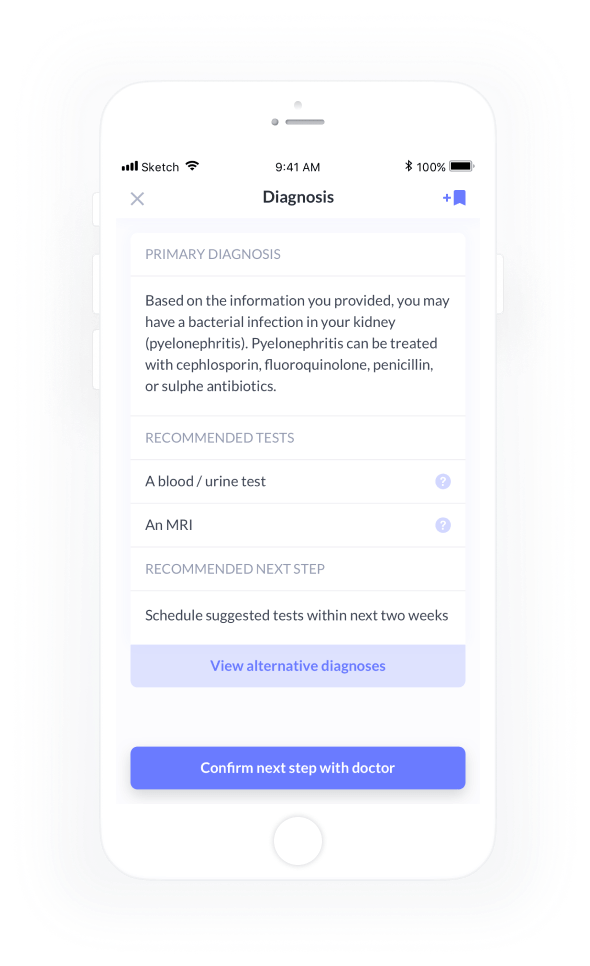 Sketch 9:41 AM 100%
Diagnosis
+
PRIMARY DIAGNOSIS
Based on the information you provided, you may
have a bacterial infection in your kidney
(pyelonephritis). Pyelonephritis can be treated
with cephlosporin, fluoroquinolone, penicillin,
or sulphe antibiotics.
RECOMMENDED TESTS
A blood / urine test ?
An MRI ?
RECOMMENDED NEXT STEP
Schedule suggested tests within next two weeks
View alternative diagnoses
Confirm next step with doctor